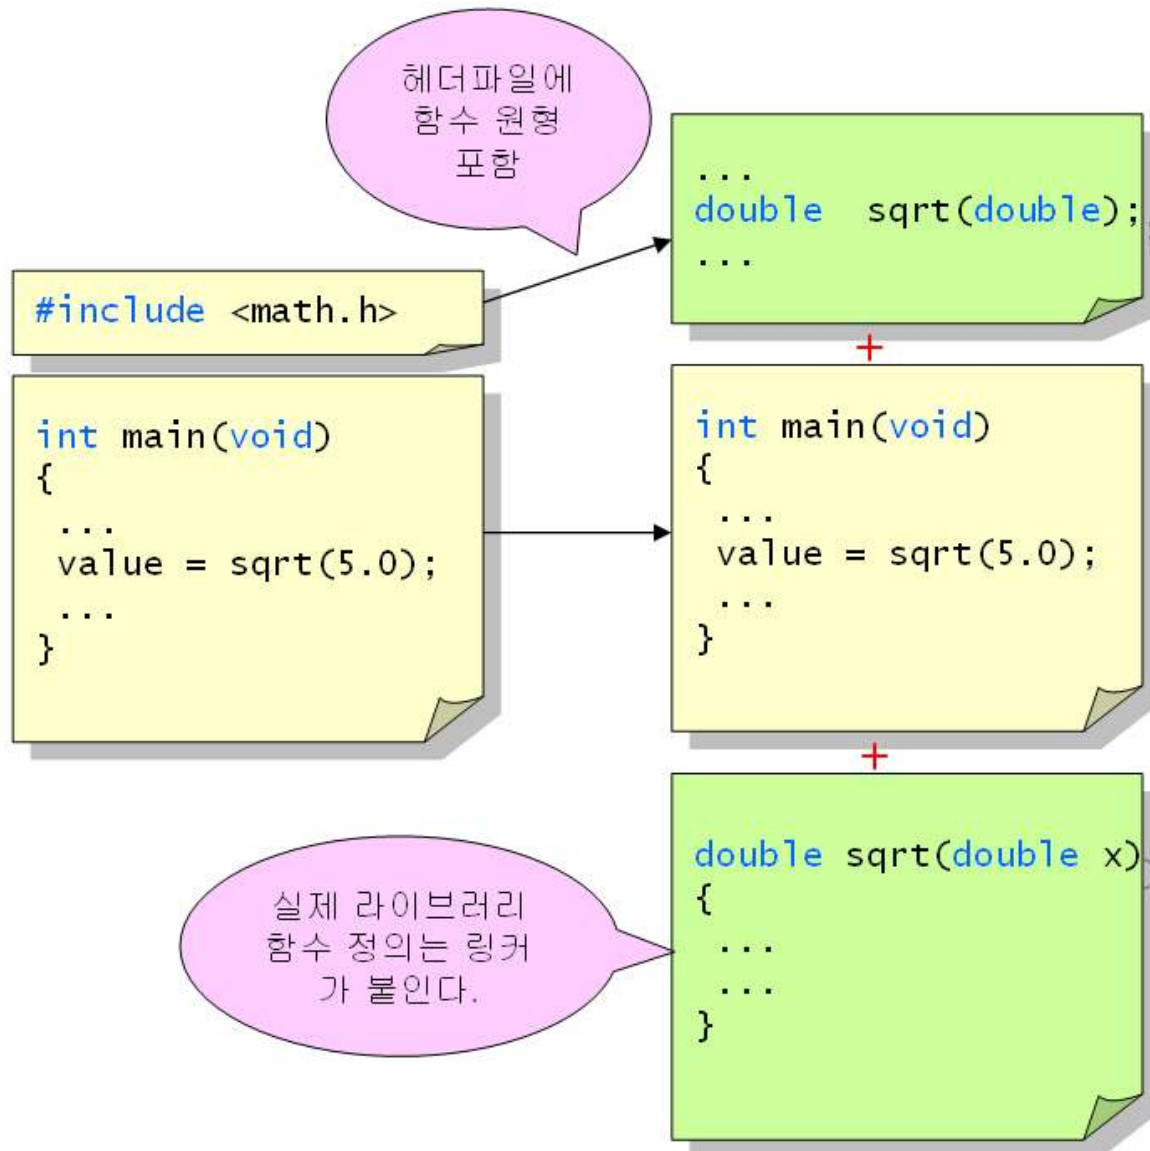 헤더파일에
함수 원형
포함
...
double sqrt(double);
...
#include <math.h>
+
int main(void)
{
...
value = sqrt(5.0);
...
}
int main(void)
{
...
value = sqrt(5.0);
...
}
+
실제 라이브러리
함수 정의는 링커
가 붙인다.
double sqrt(double x)
{
...
...
}